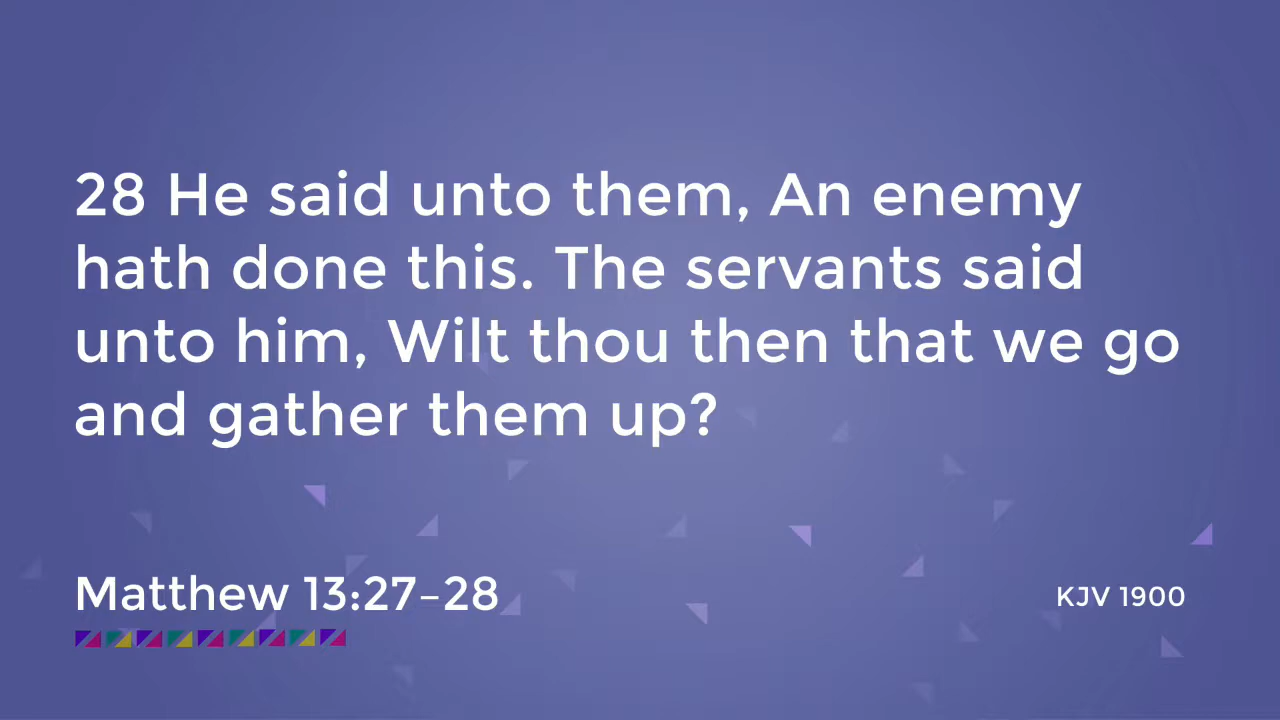 28 He said unto them, An enemy
hath done this. The servants said
unto him, Wilt thou then that we go
and gather them up?
Matthew 13:27–28
KJV 1900